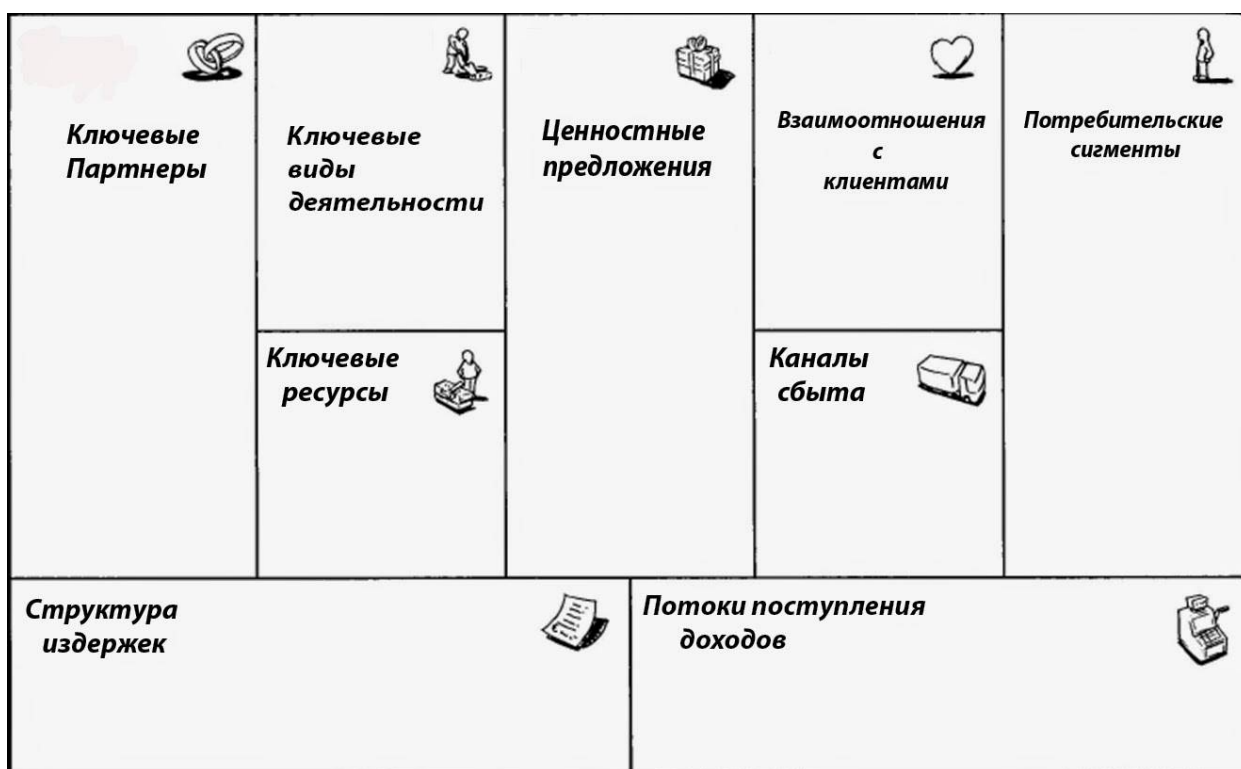 Ключевые
Партнеры
Ключевые
виды
деятельности
Ценностные
предложения
Взаимоотношения
с
клиентами
Потребительские
сигменты
Ключевые
ресурсы
Каналы
сбыта
Структура
издержек
Потоки поступления
доходов